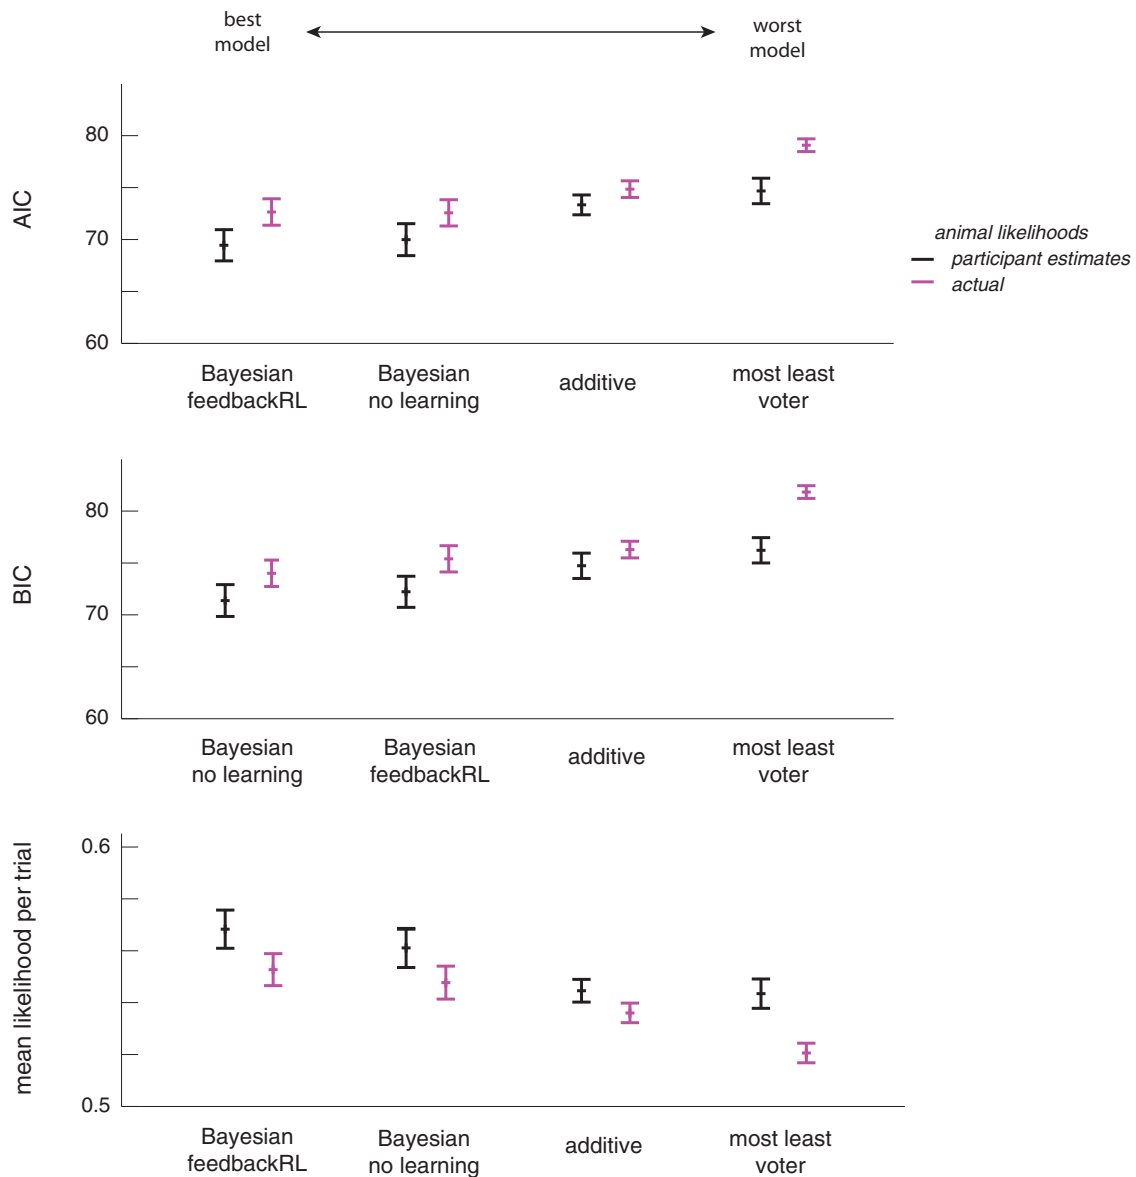 best
model
worst
model
AIC
80
70
60
animal likelihoods
participant estimates
actual
Bayesian
feedbackRL
Bayesian
no learning
additive
most least
voter
BIC
80
70
60
Bayesian
no learning
Bayesian
feedbackRL
additive
most least
voter
mean likelihood per trial
0.6
0.5
Bayesian
feedbackRL
Bayesian
no learning
additive
most least
voter